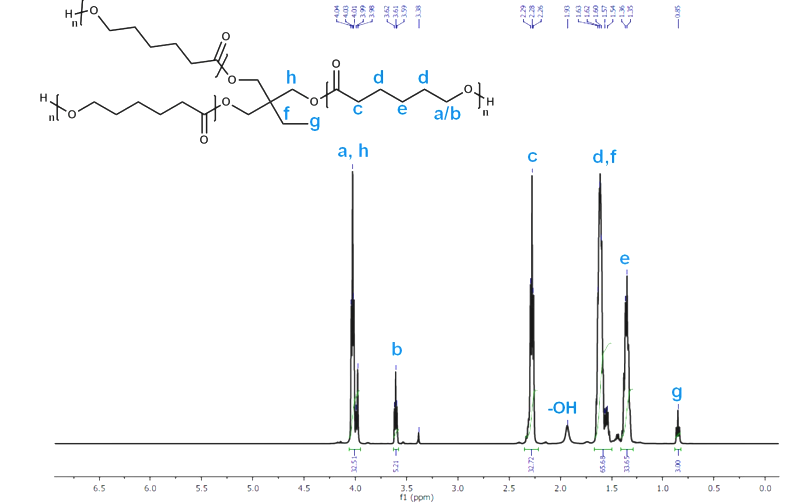 4.04 4.03 4.01 3.99 3.98 3.62 3.61 3.59 3.38 2.29 2.28 2.26 1.93 1.63 1.62 1.60 1.57 1.54 1.36 1.35 0.85
H n O O O
h O d d
H n O O O O O H n
c e a/b
f g
a, h c d,f
e
b
-OH g
32.51 5.21 32.72 65.68 33.65 3.00
6.5 6.0 5.5 5.0 4.5 4.0 3.5 3.0 2.5 2.0 1.5 1.0 0.5 0.0
f1 (ppm)